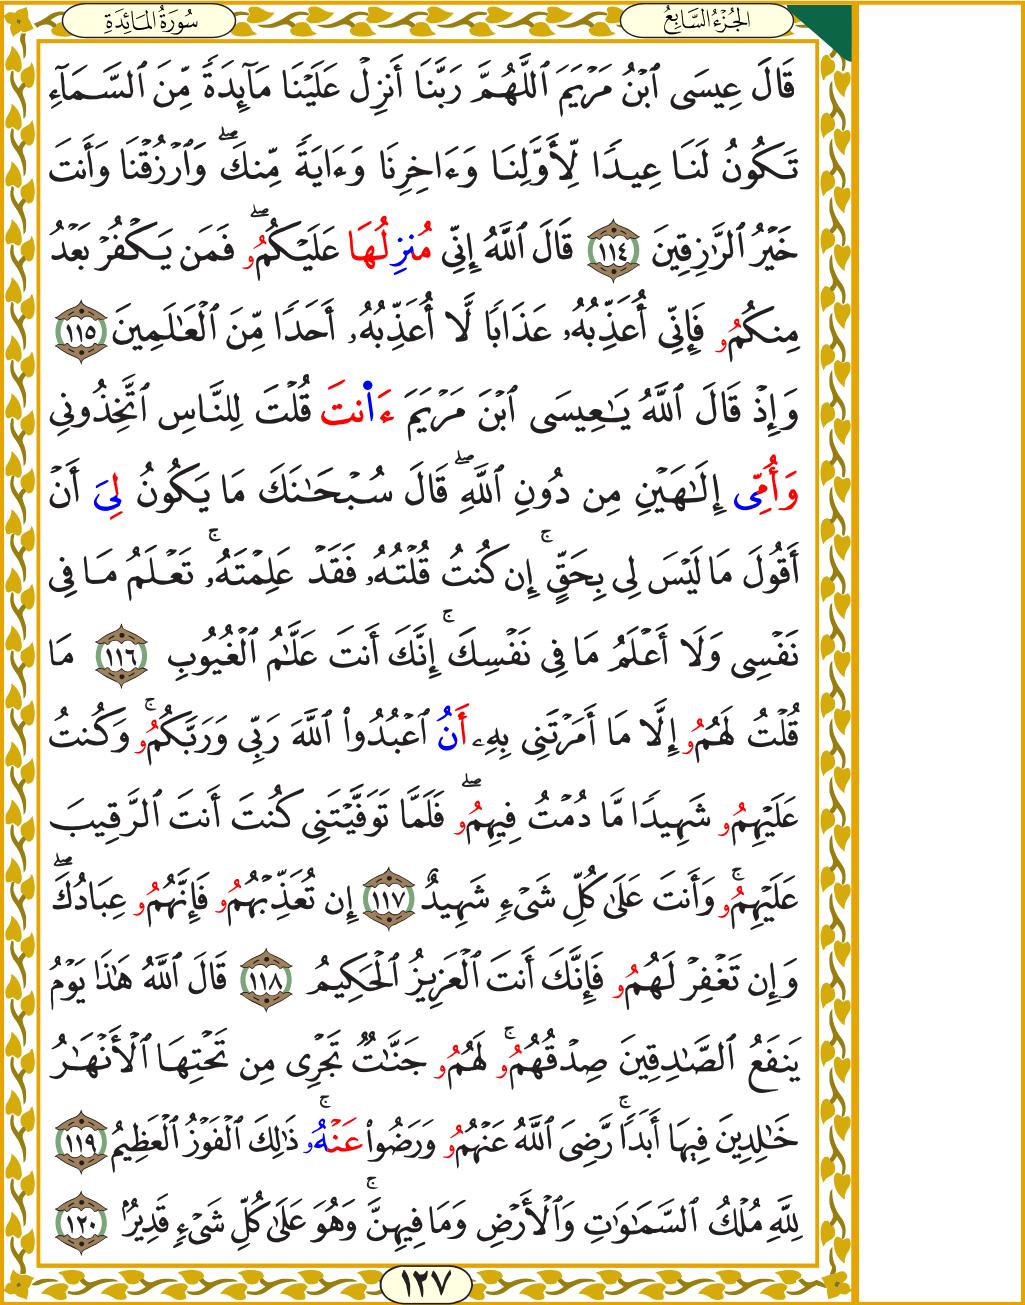 الجُزْءُ السَّابِعُ
سُورَةُ المَائِدَةِ
قَالَ عِيسَى ٱبْنُ مَرْيَمَ ٱللَّهُمَّ رَبَّنَا أَنزِلْ عَلَيْنَا مَآئِدَةً مِّنَ ٱلسَّمَآءِ
تَكُونُ لَنَا عِيدًا لِّأَوَّلِنَا وَءَاخِرِنَا وَءَايَةً مِّنكَۖ وَٱرْزُقْنَا وَأَنتَ
خَيْرُ ٱلرَّٰزِقِينَ ١١٤ قَالَ ٱللَّهُ إِنِّى مُنزِلُهَا عَلَيْكُمُۥۖ فَمَن يَكْفُرْ بَعْدُ
مِنكُمُۥ فَإِنِّى أُعَذِّبُهُۥ عَذَابًا لَّا أُعَذِّبُهُۥ أَحَدًا مِّنَ ٱلْعَٰلَمِينَ ١١٥
وَإِذْ قَالَ ٱللَّهُ يَٰعِيسَى ٱبْنَ مَرْيَمَ ءَا۬نتَ قُلْتَ لِلنَّاسِ ٱتَّخِذُونِى
وَأُمِّى إِلَٰهَيْنِ مِن دُونِ ٱللَّهِۖ قَالَ سُبْحَٰنَكَ مَا يَكُونُ لِىَ أَنْ
أَقُولَ مَا لَيْسَ لِى بِحَقٍّۚ إِن كُنتُ قُلْتُهُۥ فَقَدْ عَلِمْتَهُۥۚ تَعْلَمُ مَا فِى
نَفْسِى وَلَا أَعْلَمُ مَا فِى نَفْسِكَۚ إِنَّكَ أَنتَ عَلَّٰمُ ٱلْغُيُوبِ ١١٦ مَا
قُلْتُ لَهُمُۥ إِلَّا مَا أَمَرْتَنِى بِهِۦ أَنُ ٱعْبُدُوا۟ ٱللَّهَ رَبِّى وَرَبَّكُمُۥۚ وَكُنتُ
عَلَيْهِمُۥ شَهِيدًا مَّا دُمْتُ فِيهِمُۥۖ فَلَمَّا تَوَفَّيْتَنِى كُنتَ أَنتَ ٱلرَّقِيبَ
عَلَيْهِمُۥۚ وَأَنتَ عَلَىٰ كُلِّ شَىْءٍ شَهِيدٌ ١١٧ إِن تُعَذِّبْهُمُۥ فَإِنَّهُمُۥ عِبَادُكَۖ
وَإِن تَغْفِرْ لَهُمُۥ فَإِنَّكَ أَنتَ ٱلْعَزِيزُ ٱلْحَكِيمُ ١١٨ قَالَ ٱللَّهُ هَٰذَا يَوْمُ
يَنفَعُ ٱلصَّٰدِقِينَ صِدْقُهُمُۥۚ لَهُمُۥ جَنَّٰتٌ تَجْرِى مِن تَحْتِهَا ٱلْأَنْهَٰرُ
خَٰلِدِينَ فِيهَا أَبَدًاۚ رَّضِىَ ٱللَّهُ عَنْهُمُۥ وَرَضُوا۟ عَنْهُۥۚ ذَٰلِكَ ٱلْفَوْزُ ٱلْعَظِيمُ ١١٩
لِلَّهِ مُلْكُ ٱلسَّمَٰوَٰتِ وَٱلْأَرْضِ وَمَا فِيهِنَّۚ وَهُوَ عَلَىٰ كُلِّ شَىْءٍ قَدِيرٌۢ ١٢٠
١٢٧